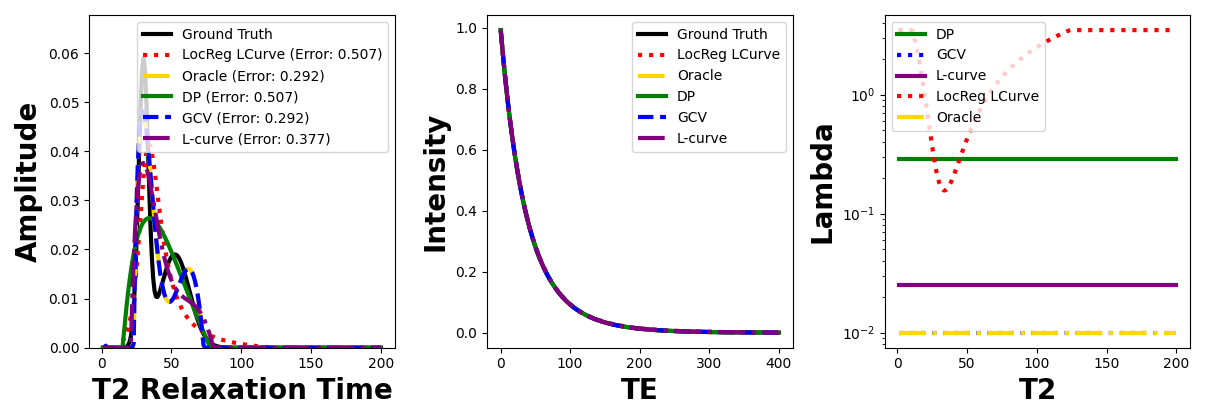 Amplitude
0.00
0.01
0.02
0.03
0.04
0.05
0.06
Ground Truth
LocReg LCurve (Error: 0.507)
Oracle (Error: 0.292)
DP (Error: 0.507)
GCV (Error: 0.292)
L-curve (Error: 0.377)
0 50 100 150 200
T2 Relaxation Time
Intensity
0.0
0.2
0.4
0.6
0.8
1.0
Ground Truth
LocReg LCurve
Oracle
DP
GCV
L-curve
0 100 200 300 400
TE
Lambda
10⁰
10⁻¹
10⁻²
DP
GCV
L-curve
LocReg LCurve
Oracle
0 50 100 150 200
T2